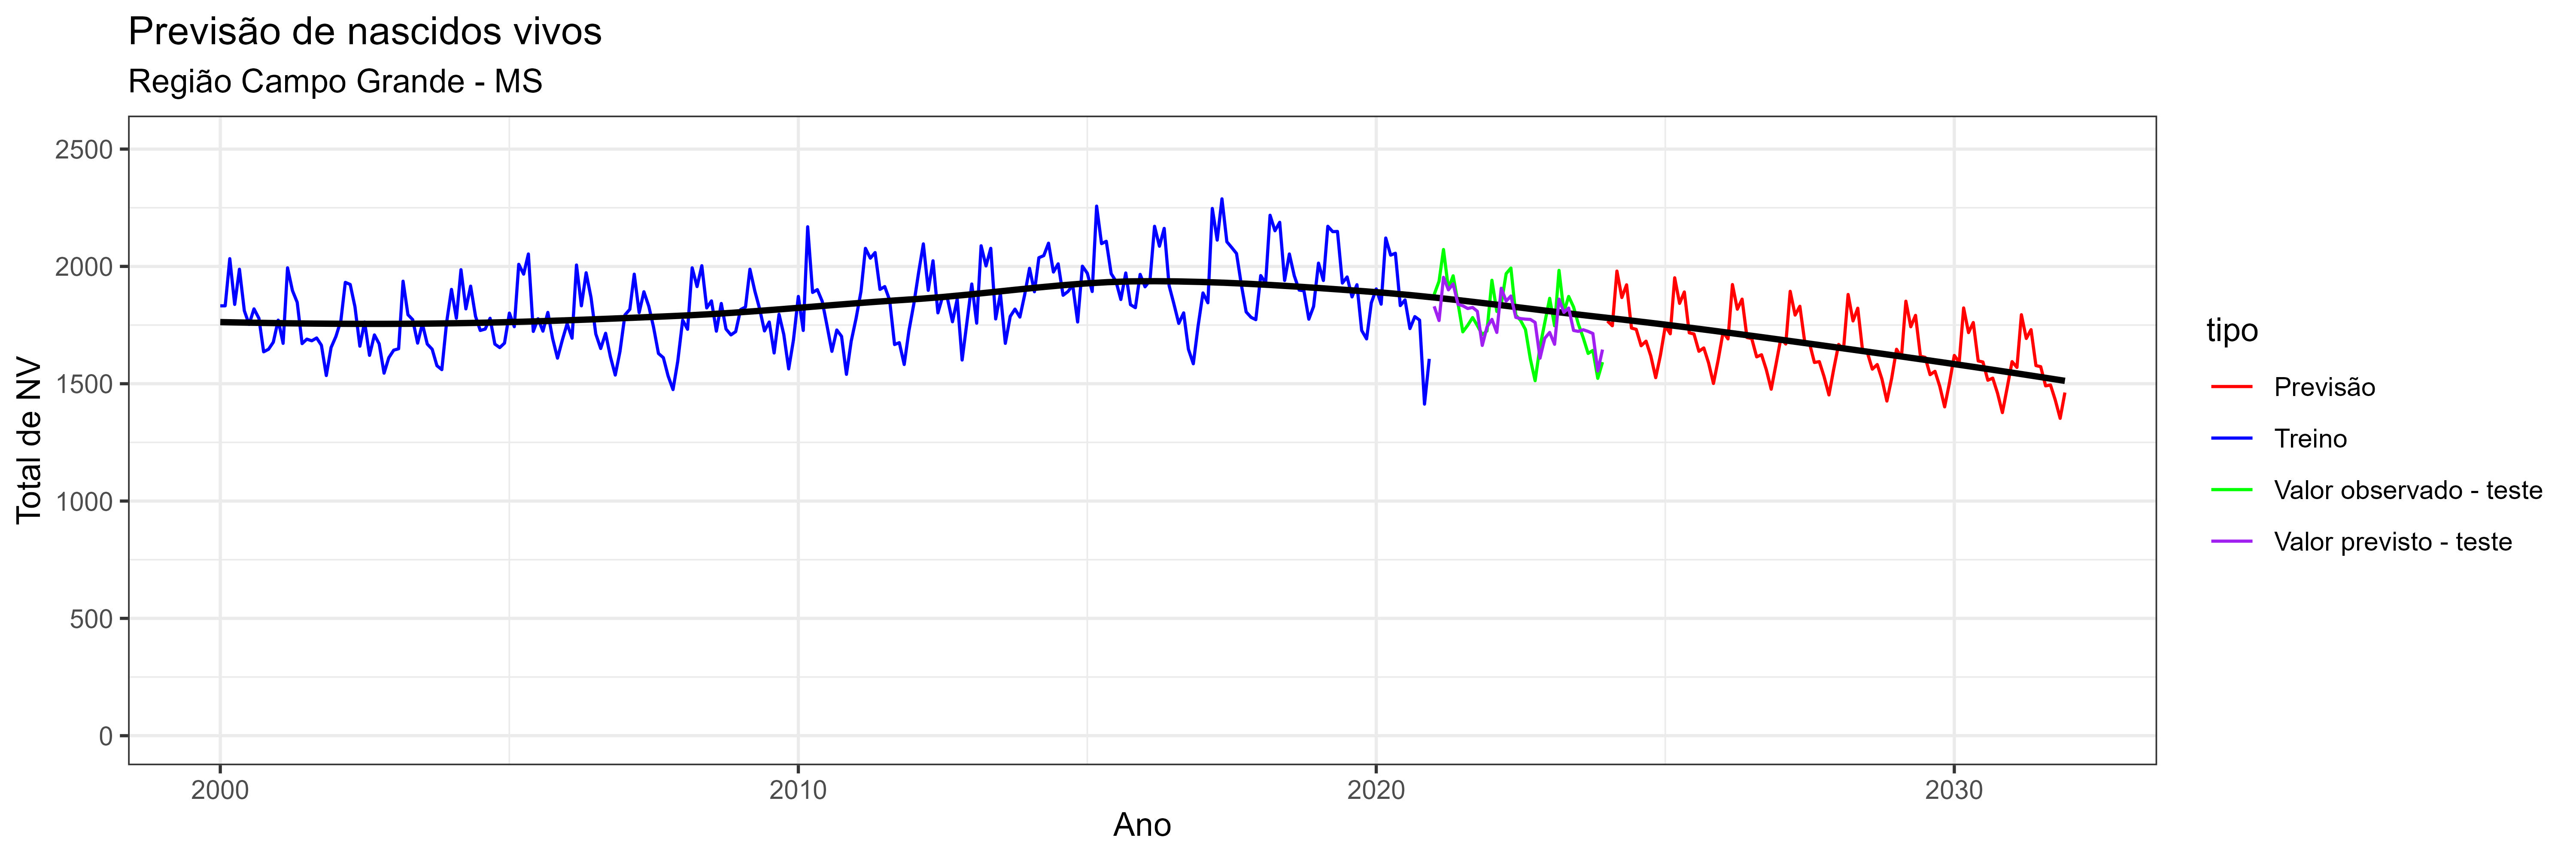 Previsão de nascidos vivos
Região Campo Grande - MS
Total de NV
2500
2000
1500
1000
500
0
2000
2010
2020
2030
Ano
tipo
Previsão
Treino
Valor observado - teste
Valor previsto - teste